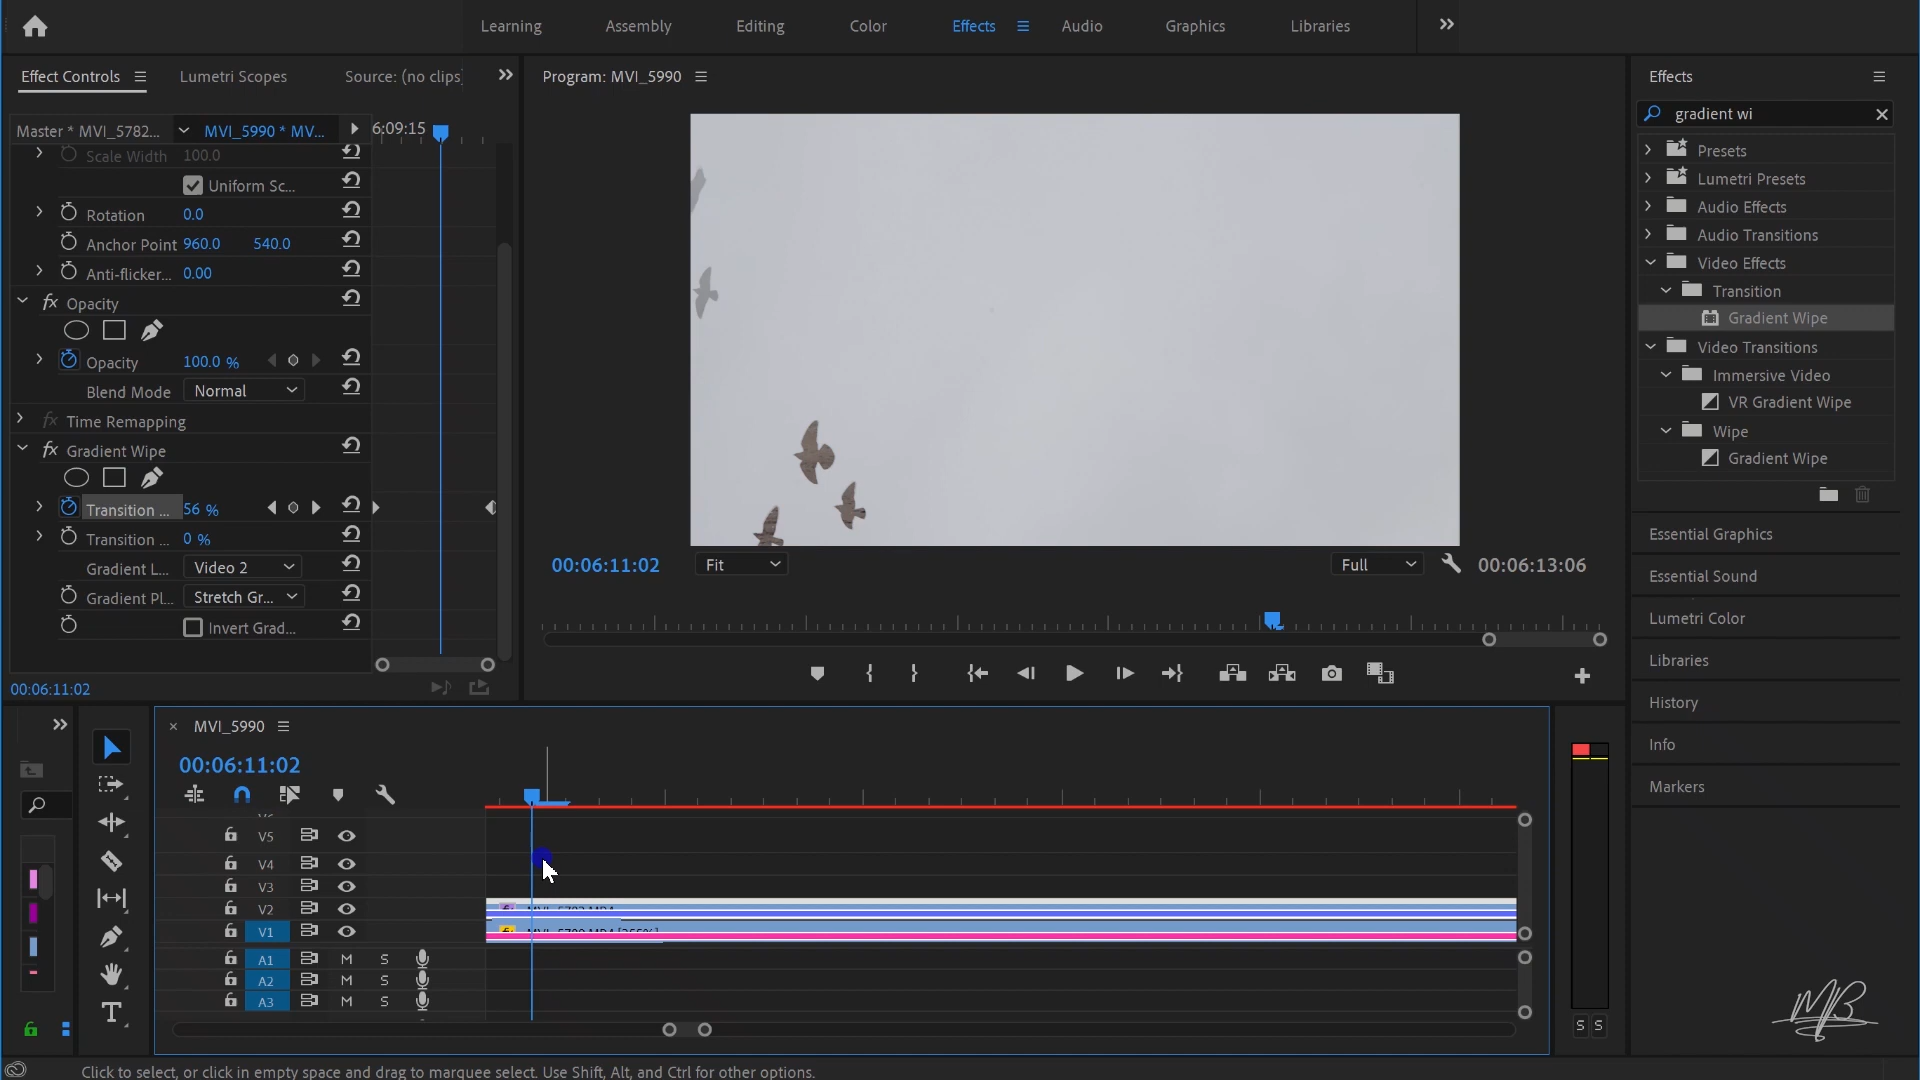 Learning Assembly Editing Color Effects Audio Graphics Libraries
Effect Controls Lumetri Scopes Source: (no clips)
Program: MVI_5990
Effects
Master * MVI_5782... MVI_5990 * MV... 6:09:15
gradient wi
Scale Width 100.0
Uniform Sc...
Rotation 0.0
Anchor Point 960.0 540.0
Anti-flicker... 0.00
fx Opacity
Opacity 100.0 %
Blend Mode Normal
fx Time Remapping
fx Gradient Wipe
Transition ... 56 %
Transition ... 0 %
Gradient L... Video 2
Gradient Pl... Stretch Gr...
Invert Grad...
00:06:11:02
00:06:11:02 Fit Full 00:06:13:06
Presets
Lumetri Presets
Audio Effects
Audio Transitions
Video Effects
Transition
Gradient Wipe
Video Transitions
Immersive Video
VR Gradient Wipe
Wipe
Gradient Wipe
Essential Graphics
Essential Sound
Lumetri Color
Libraries
History
Info
Markers
× MVI_5990
00:06:11:02
V5
V4
V3
V2
V1
A1 M S
A2 M S
A3 M S
S S
MB
Click to select, or click in empty space and drag to marquee select. Use Shift, Alt, and Ctrl for other options.